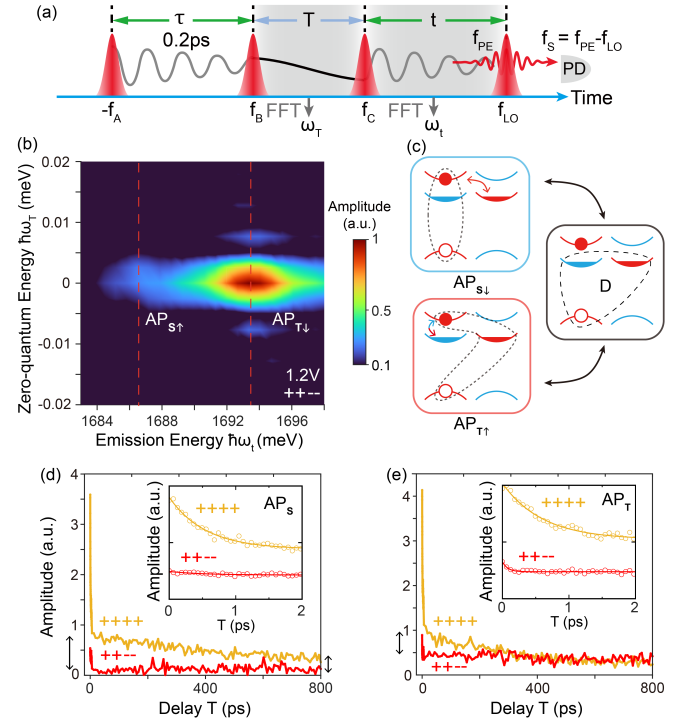 (a)
τ
T
t
0.2ps
f_PE
f_S = f_PE-f_LO
PD
FFT
FFT
Time
-f_A
f_B
ω_T
f_C
ω_t
f_LO
(b)
Zero-quantum Energy ħω_T (meV)
0.02
0.01
0
-0.01
-0.02
AP_S↑
AP_T↓
1.2V
++--
1684
1688
1692
1696
Emission Energy ħω_t (meV)
Amplitude
(a.u.)
1
0.5
0.1
(c)
AP_S↓
D
AP_T↑
(d)
Amplitude (a.u.)
4
3
2
1
0
++++
++--
0
400
800
Delay T (ps)
AP_S
Amplitude (a.u.)
++++
++--
0
1
2
T (ps)
(e)
4
3
2
1
0
++++
++--
0
400
800
Delay T (ps)
AP_T
Amplitude (a.u.)
++++
++--
0
1
2
T (ps)